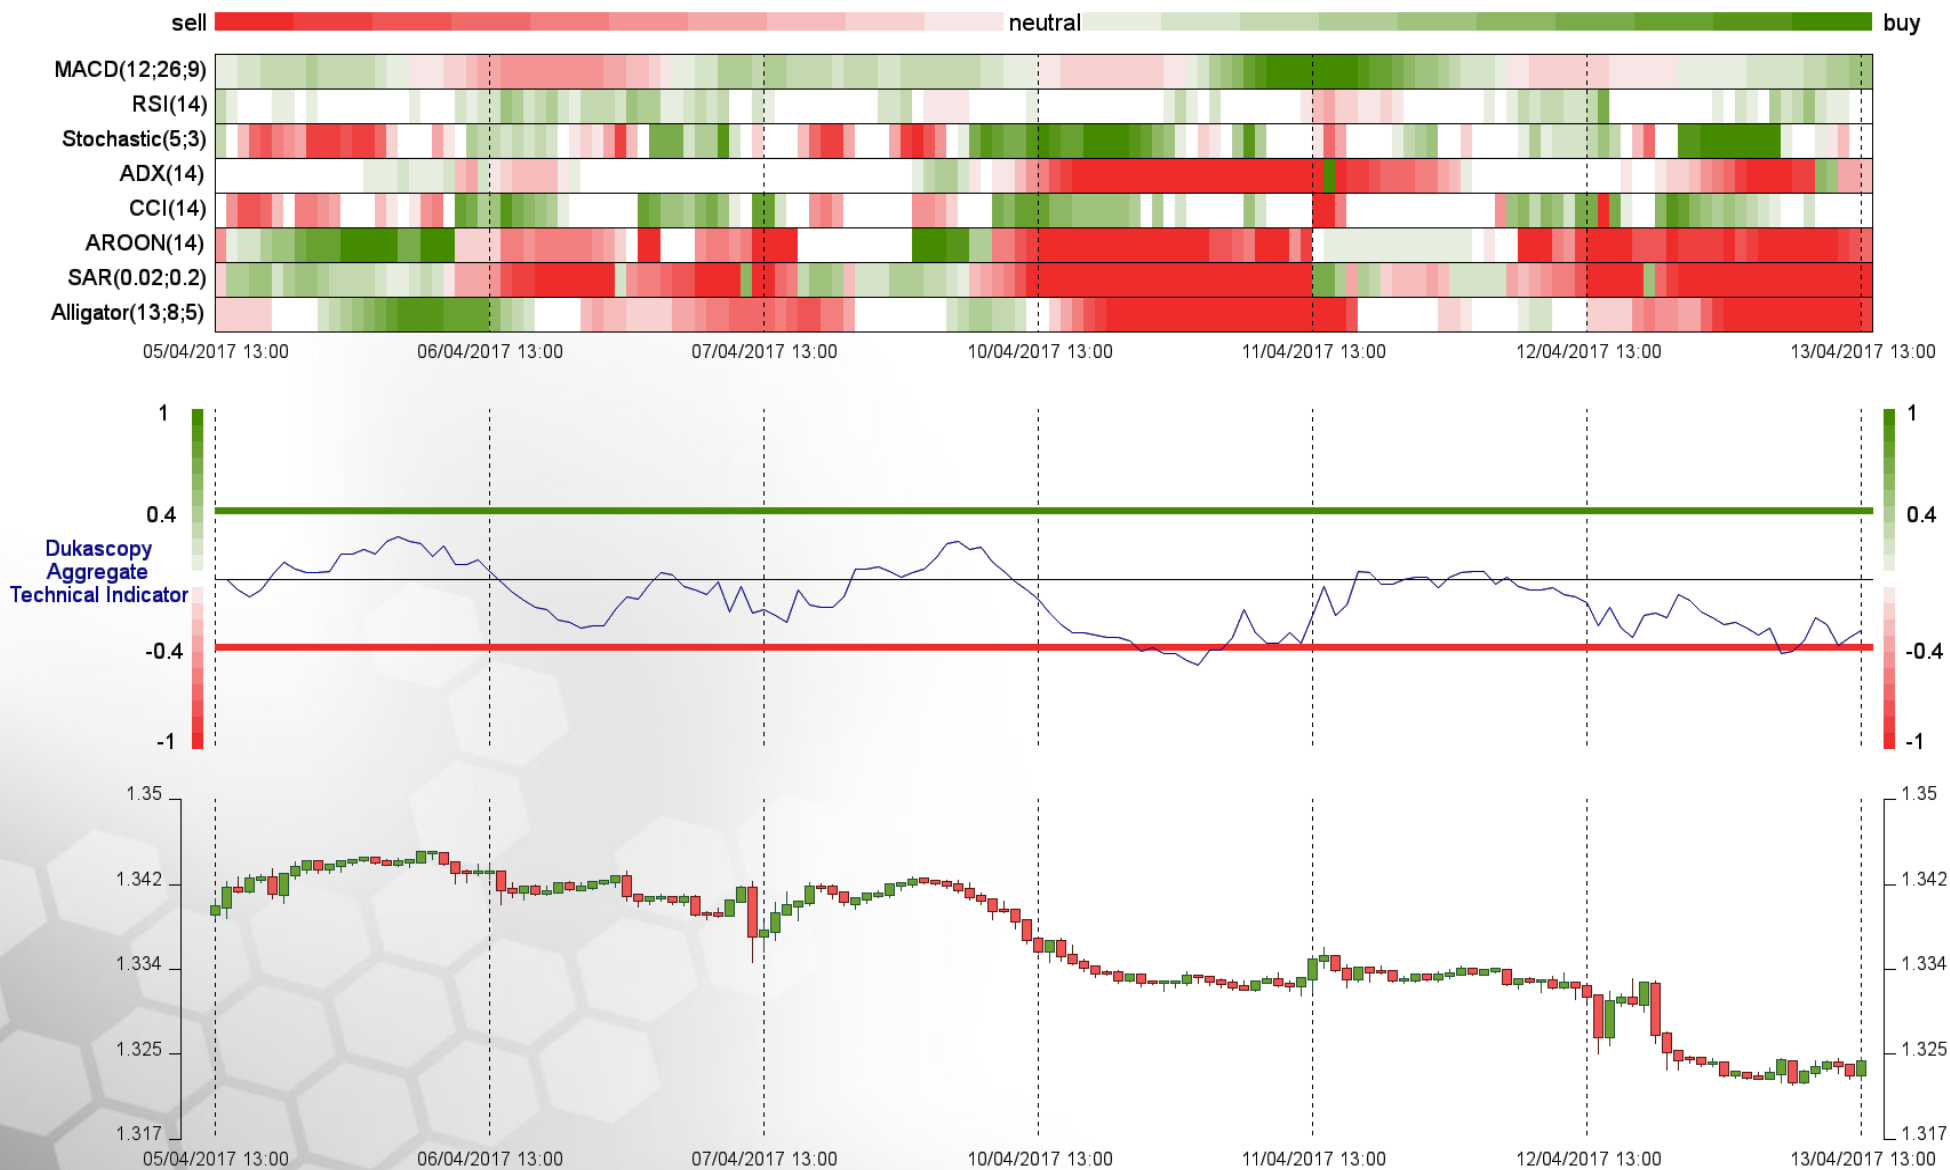 sell neutral buy
MACD(12;26;9)
RSI(14)
Stochastic(5;3)
ADX(14)
CCI(14)
AROON(14)
SAR(0.02;0.2)
Alligator(13;8;5)
05/04/2017 13:00 06/04/2017 13:00 07/04/2017 13:00 10/04/2017 13:00 11/04/2017 13:00 12/04/2017 13:00 13/04/2017 13:00
1 1
0.4 0.4
Dukascopy
Aggregate
Technical Indicator
-0.4 -0.4
-1 -1
1.35 1.35
1.342 1.342
1.334 1.334
1.325 1.325
1.317 1.317
05/04/2017 13:00 06/04/2017 13:00 07/04/2017 13:00 10/04/2017 13:00 11/04/2017 13:00 12/04/2017 13:00 13/04/2017 13:00